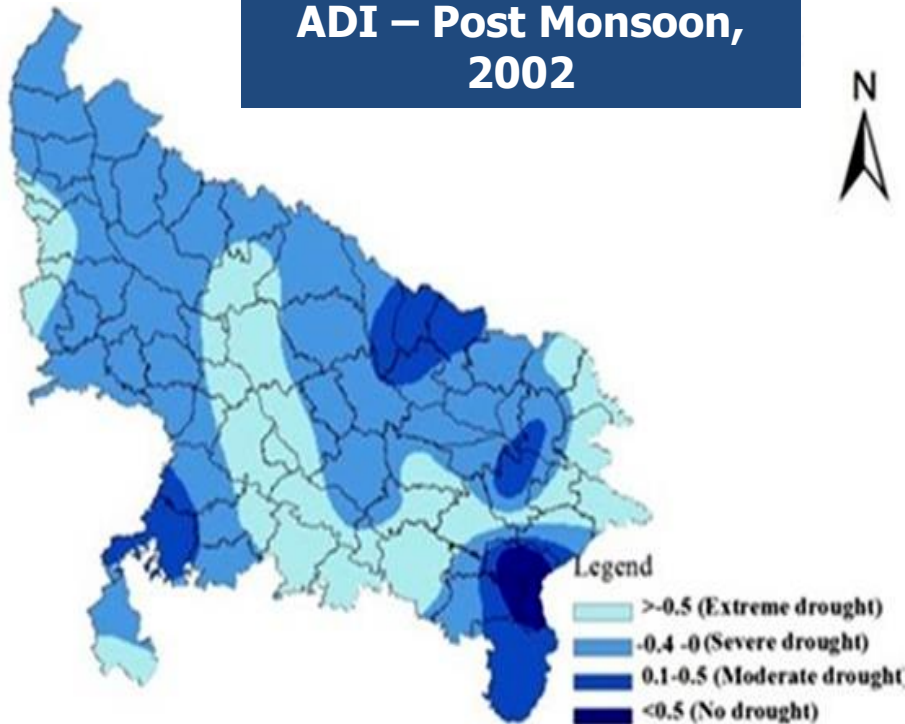 ADI – Post Monsoon,
2002
N
Legend
>-0.5 (Extreme drought)
-0.4 -0 (Severe drought)
0.1-0.5 (Moderate drought)
<0.5 (No drought)